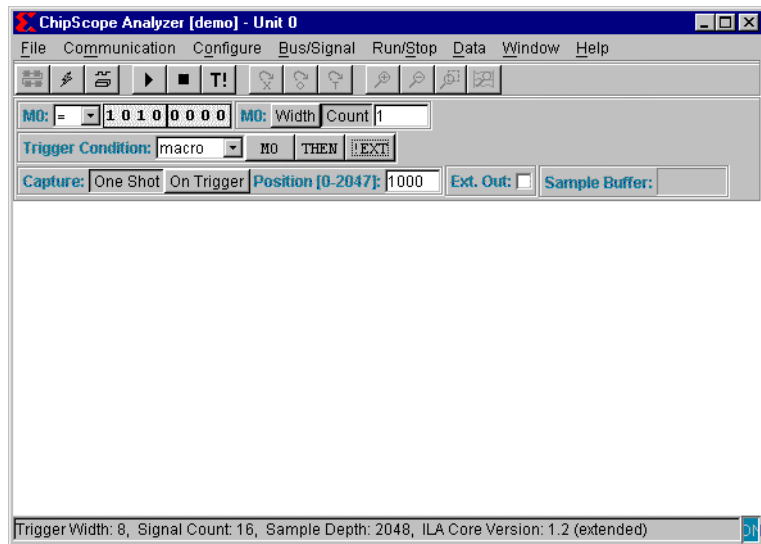 ChipScope Analyzer [demo] - Unit 0
File Communication Configure Bus/Signal Run/Stop Data Window Help
T! X O T
M0: = 1 0 1 0 0 0 0 0 M0: Width Count 1
Trigger Condition: macro M0 THEN !EXT
Capture: One Shot On Trigger Position [0-2047]: 1000 Ext. Out: Sample Buffer:
Trigger Width: 8, Signal Count: 16, Sample Depth: 2048, ILA Core Version: 1.2 (extended) ON